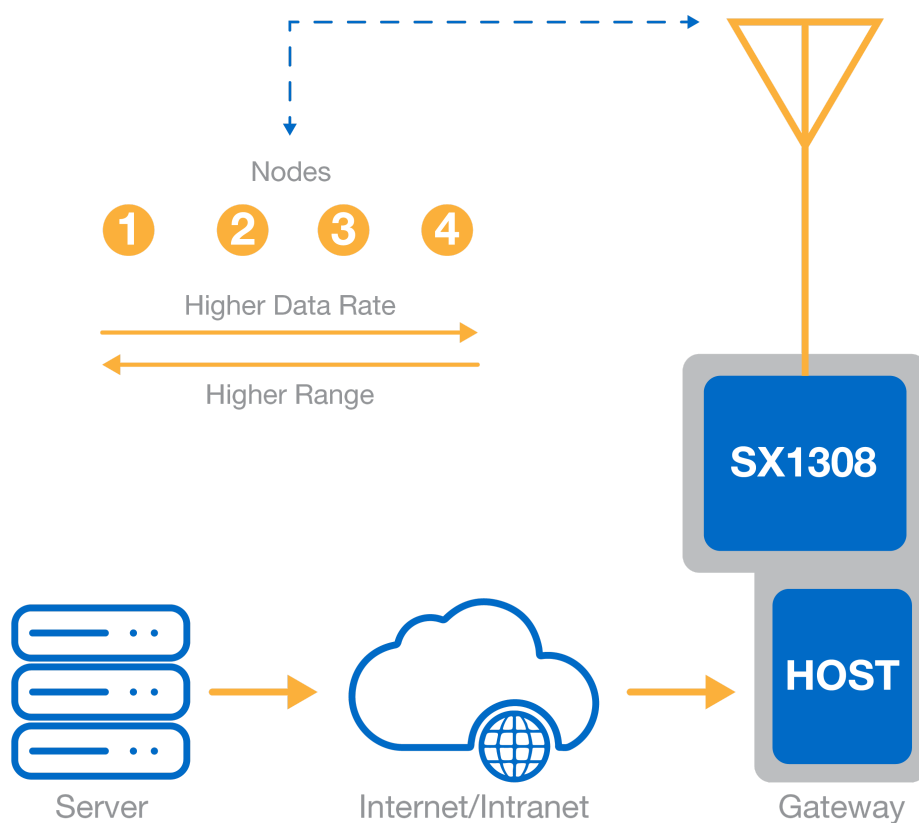 Nodes
1 2 3 4
Higher Data Rate
Higher Range
SX1308
HOST
Server
Internet/Intranet
Gateway